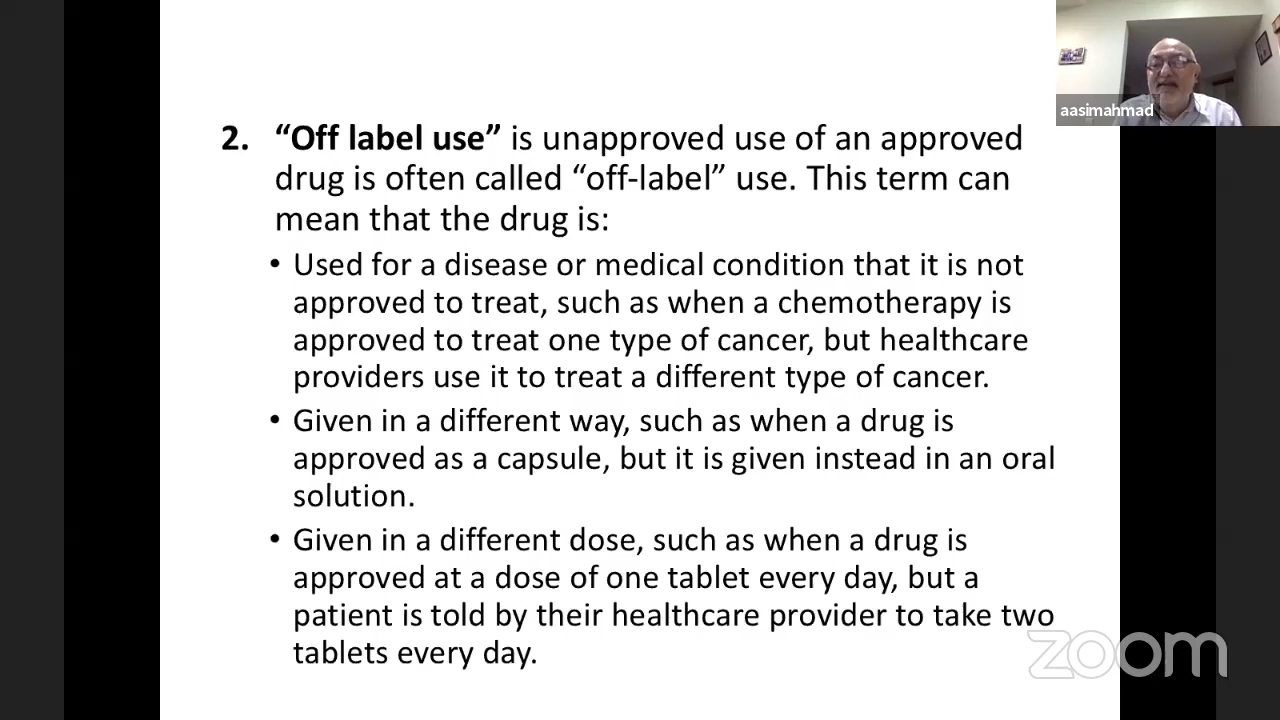 aasimahmad
2. “Off label use” is unapproved use of an approved
drug is often called “off-label” use. This term can
mean that the drug is:
• Used for a disease or medical condition that it is not
approved to treat, such as when a chemotherapy is
approved to treat one type of cancer, but healthcare
providers use it to treat a different type of cancer.
• Given in a different way, such as when a drug is
approved as a capsule, but it is given instead in an oral
solution.
• Given in a different dose, such as when a drug is
approved at a dose of one tablet every day, but a
patient is told by their healthcare provider to take two
tablets every day.
zoom